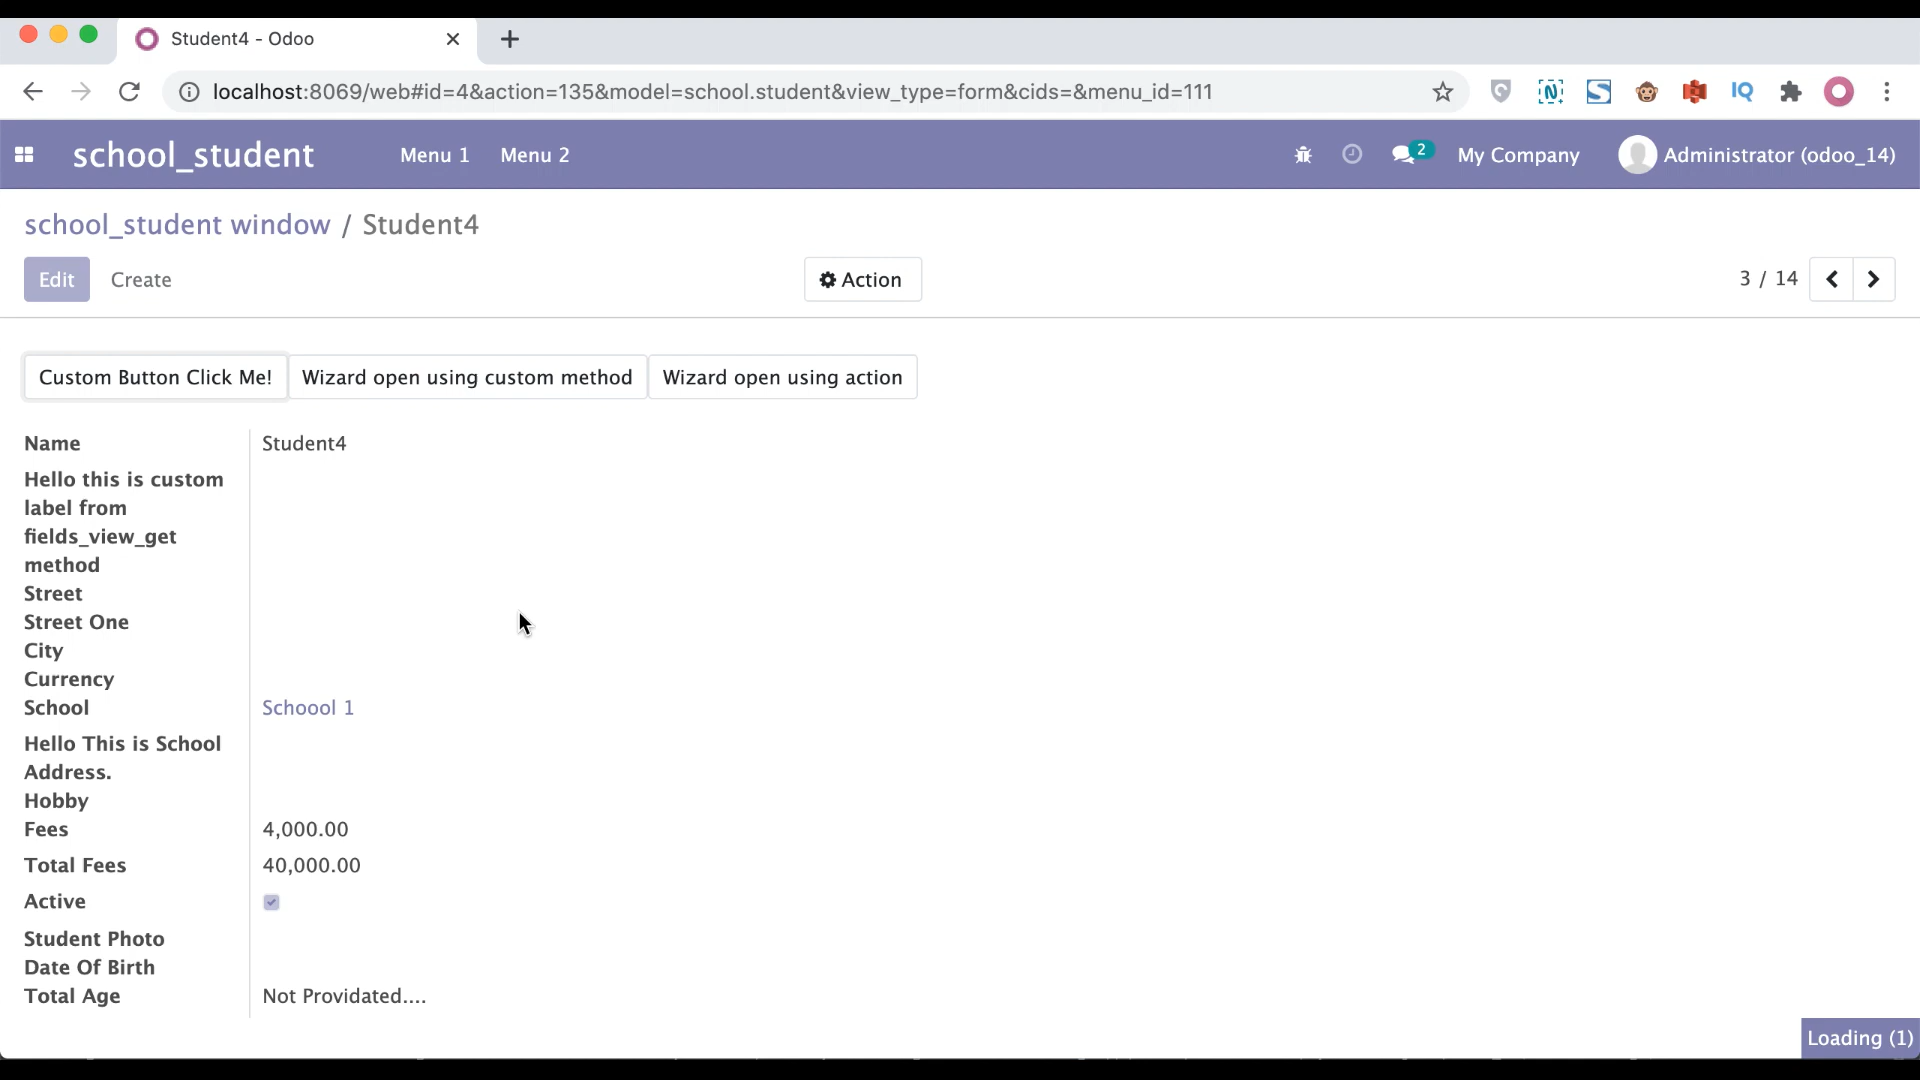 Student4 - Odoo
localhost:8069/web#id=4&action=135&model=school.student&view_type=form&cids=&menu_id=111
school_student Menu 1 Menu 2 2 My Company Administrator (odoo_14)
school_student window / Student4
Edit Create Action 3 / 14
Custom Button Click Me! Wizard open using custom method Wizard open using action
Name Student4
Hello this is custom
label from
fields_view_get
method
Street
Street One
City
Currency
School Schoool 1
Hello This is School
Address.
Hobby
Fees 4,000.00
Total Fees 40,000.00
Active
Student Photo
Date Of Birth
Total Age Not Providated....
Loading (1)